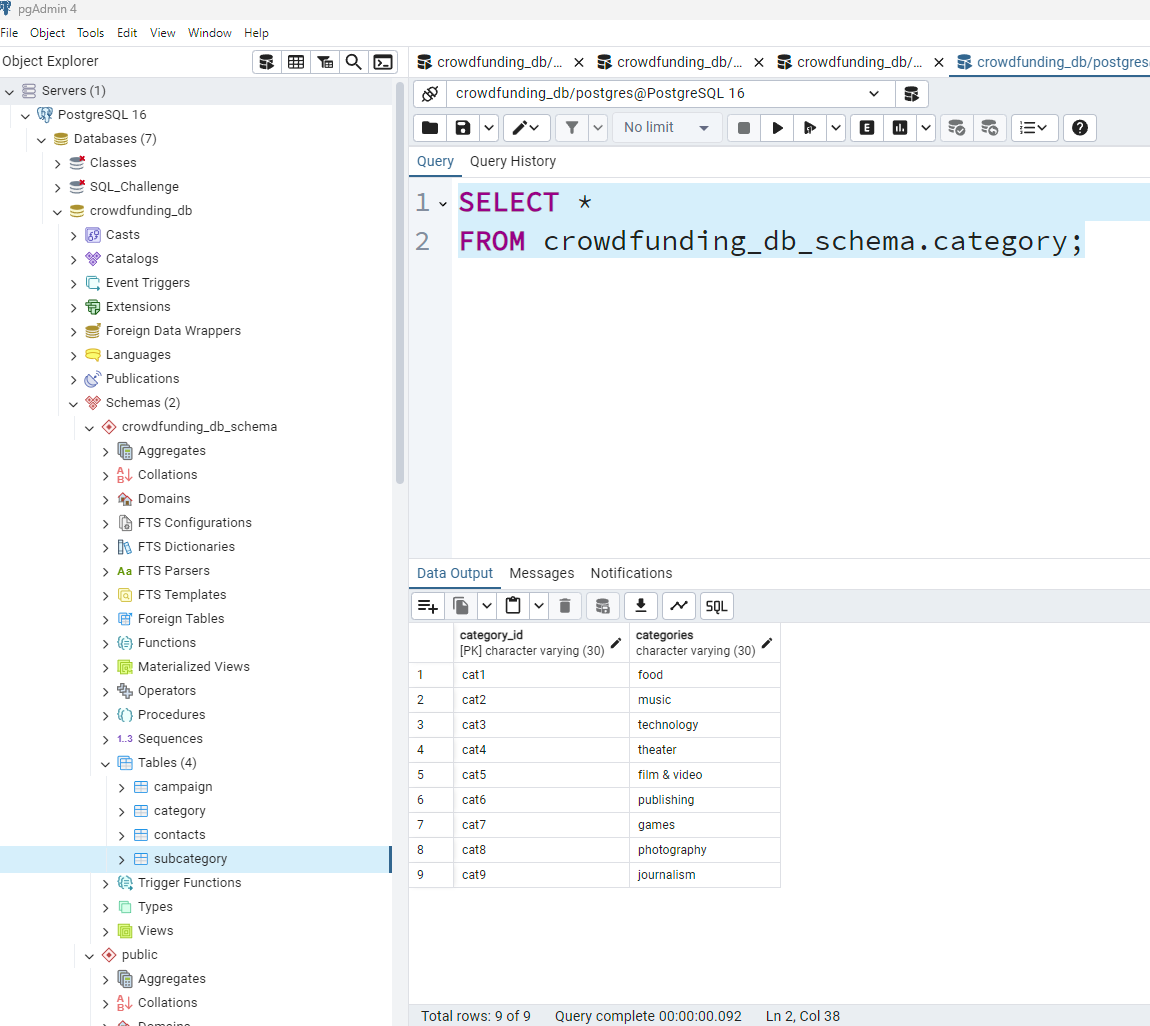 pgAdmin 4
File Object Tools Edit View Window Help
Object Explorer
Servers (1)
PostgreSQL 16
Databases (7)
Classes
SQL_Challenge
crowdfunding_db
Casts
Catalogs
Event Triggers
Extensions
Foreign Data Wrappers
Languages
Publications
Schemas (2)
crowdfunding_db_schema
Aggregates
Collations
Domains
FTS Configurations
FTS Dictionaries
Aa FTS Parsers
FTS Templates
Foreign Tables
Functions
Materialized Views
Operators
Procedures
1..3 Sequences
Tables (4)
campaign
category
contacts
subcategory
Trigger Functions
Types
Views
public
Aggregates
Collations
Domains
crowdfunding_db/... crowdfunding_db/... crowdfunding_db/... crowdfunding_db/postgres
crowdfunding_db/postgres@PostgreSQL 16
No limit E
Query Query History
1 SELECT *
2 FROM crowdfunding_db_schema.category;
Data Output Messages Notifications
SQL
category_id categories
[PK] character varying (30) character varying (30)
1 cat1 food
2 cat2 music
3 cat3 technology
4 cat4 theater
5 cat5 film & video
6 cat6 publishing
7 cat7 games
8 cat8 photography
9 cat9 journalism
Total rows: 9 of 9 Query complete 00:00:00.092 Ln 2, Col 38